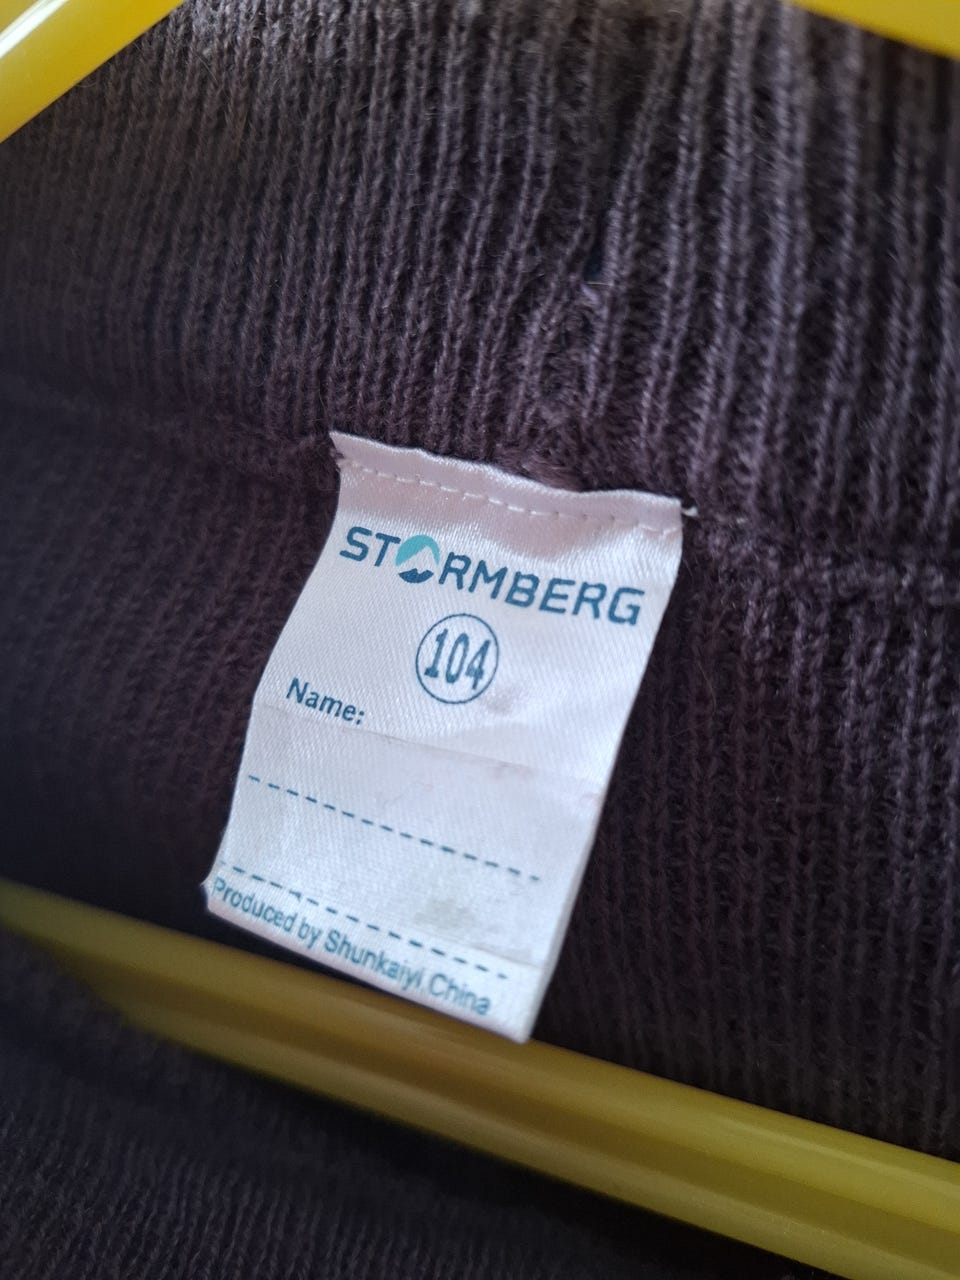 STORMBERG
104
Name:
Produced by Shunkaiyi, China